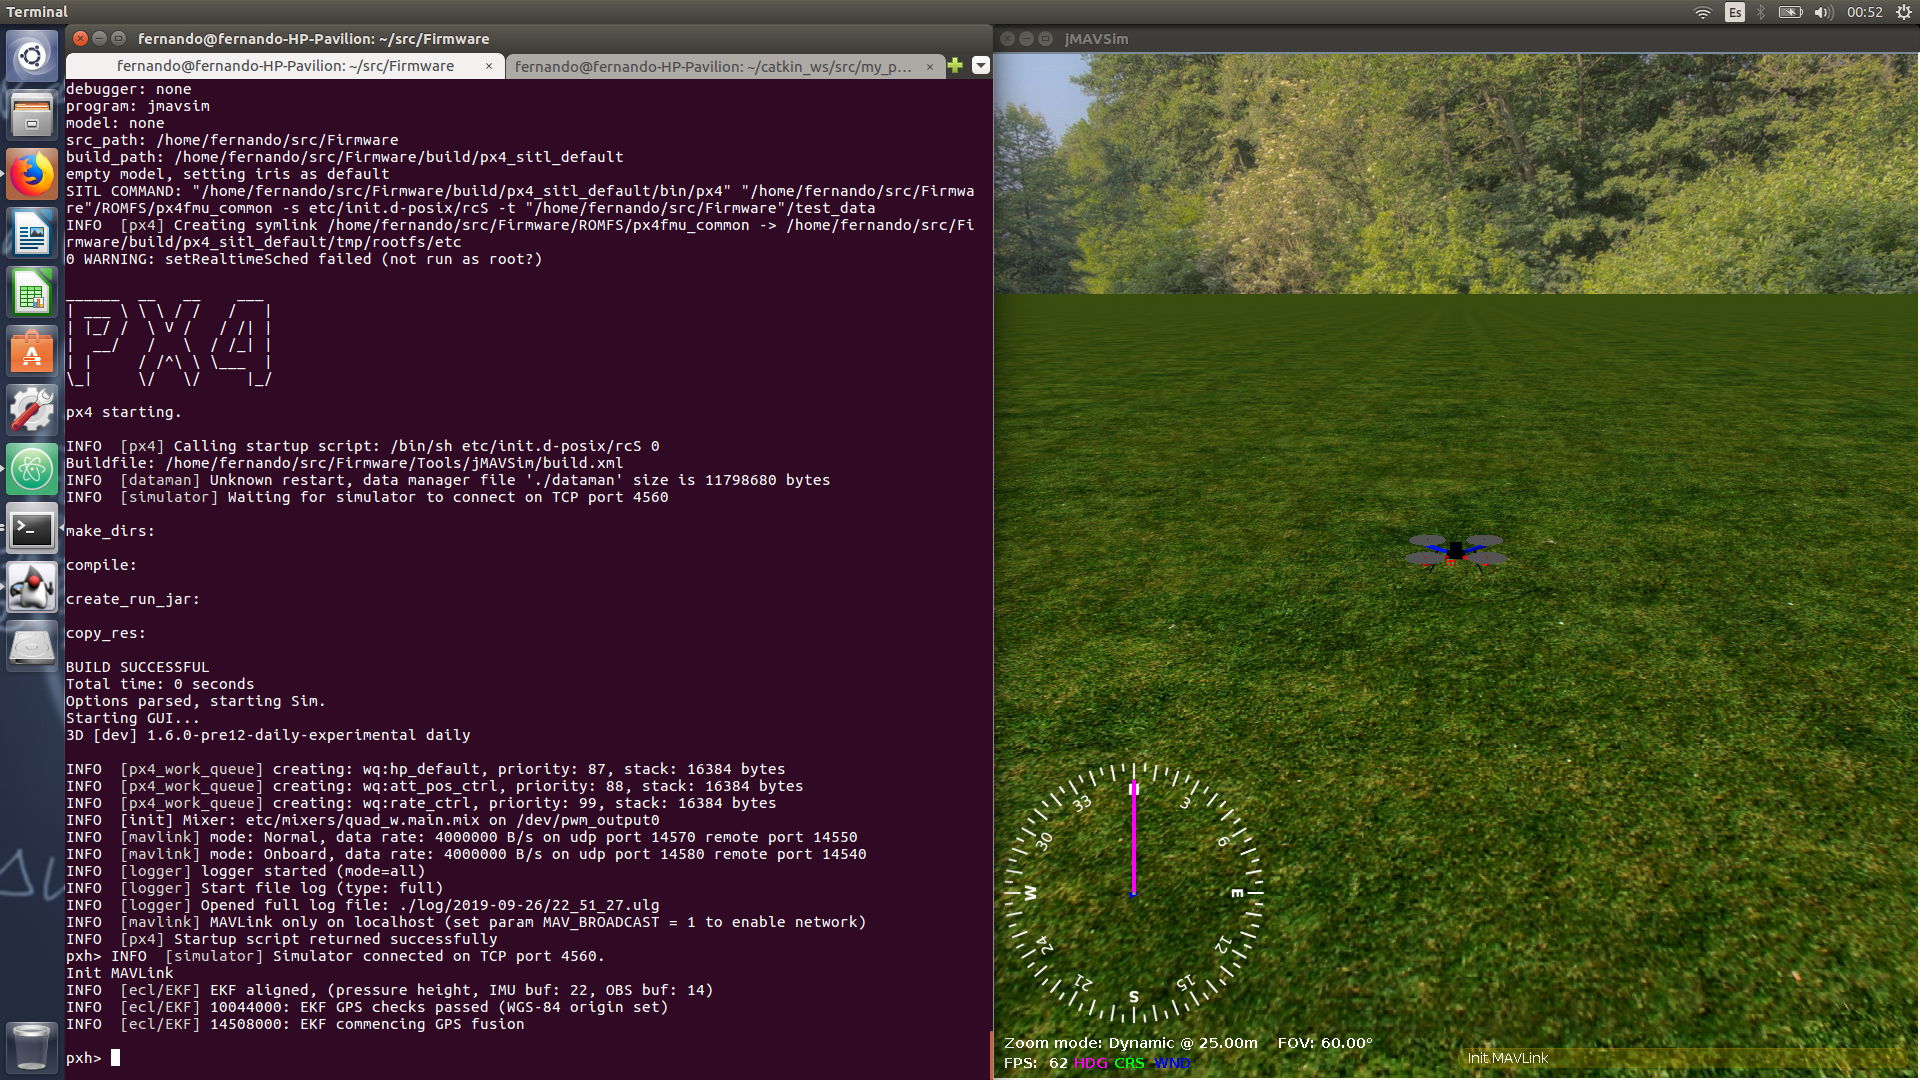 Terminal
Es
00:52
fernando@fernando-HP-Pavilion: ~/src/Firmware
fernando@fernando-HP-Pavilion: ~/src/Firmware ×
fernando@fernando-HP-Pavilion: ~/catkin_ws/src/my_p... ×
debugger: none
program: jmavsim
model: none
src_path: /home/fernando/src/Firmware
build_path: /home/fernando/src/Firmware/build/px4_sitl_default
empty model, setting iris as default
SITL COMMAND: "/home/fernando/src/Firmware/build/px4_sitl_default/bin/px4" "/home/fernando/src/Firmwa
re"/ROMFS/px4fmu_common -s etc/init.d-posix/rcS -t "/home/fernando/src/Firmware"/test_data
INFO  [px4] Creating symlink /home/fernando/src/Firmware/ROMFS/px4fmu_common -> /home/fernando/src/Fi
rmware/build/px4_sitl_default/tmp/rootfs/etc
0 WARNING: setRealtimeSched failed (not run as root?)
PX4
px4 starting.
INFO  [px4] Calling startup script: /bin/sh etc/init.d-posix/rcS 0
Buildfile: /home/fernando/src/Firmware/Tools/jMAVSim/build.xml
INFO  [dataman] Unknown restart, data manager file './dataman' size is 11798680 bytes
INFO  [simulator] Waiting for simulator to connect on TCP port 4560
make_dirs:
compile:
create_run_jar:
copy_res:
BUILD SUCCESSFUL
Total time: 0 seconds
Options parsed, starting Sim.
Starting GUI...
3D [dev] 1.6.0-pre12-daily-experimental daily
INFO  [px4_work_queue] creating: wq:hp_default, priority: 87, stack: 16384 bytes
INFO  [px4_work_queue] creating: wq:att_pos_ctrl, priority: 88, stack: 16384 bytes
INFO  [px4_work_queue] creating: wq:rate_ctrl, priority: 99, stack: 16384 bytes
INFO  [init] Mixer: etc/mixers/quad_w.main.mix on /dev/pwm_output0
INFO  [mavlink] mode: Normal, data rate: 4000000 B/s on udp port 14570 remote port 14550
INFO  [mavlink] mode: Onboard, data rate: 4000000 B/s on udp port 14580 remote port 14540
INFO  [logger] logger started (mode=all)
INFO  [logger] Start file log (type: full)
INFO  [logger] Opened full log file: ./log/2019-09-26/22_51_27.ulg
INFO  [mavlink] MAVLink only on localhost (set param MAV_BROADCAST = 1 to enable network)
INFO  [px4] Startup script returned successfully
pxh> INFO  [simulator] Simulator connected on TCP port 4560.
Init MAVLink
INFO  [ecl/EKF] EKF aligned, (pressure height, IMU buf: 22, OBS buf: 14)
INFO  [ecl/EKF] 10044000: EKF GPS checks passed (WGS-84 origin set)
INFO  [ecl/EKF] 14508000: EKF commencing GPS fusion
pxh>
jMAVSim
33
3
30
6
W
E
24
12
21
15
S
Zoom mode: Dynamic @ 25.00m FOV: 60.00°
FPS: 62 HDG CRS WND
Init MAVLink